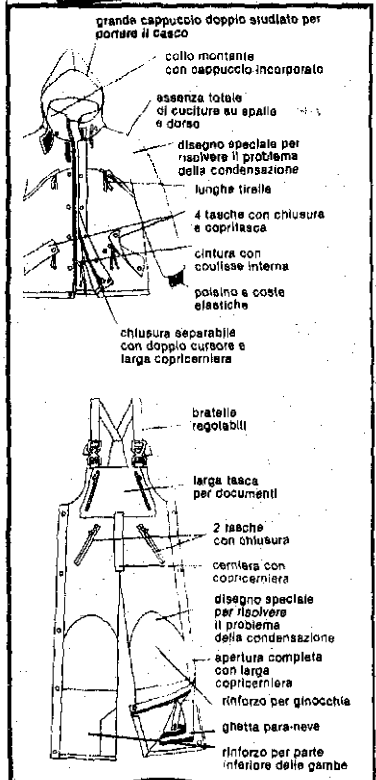 grande cappuccio doppio studiato per
portare il casco
collo montante
con cappuccio incorporato
assenza totale
di cuciture su spalle
e dorso
disegno speciale per
risolvere il problema
della condensazione
lunghe tirelle
4 tasche con chiusura
e copritasca
cintura con
coulisse interna
polsino a coste
elastiche
chiusura separabile
con doppio cursore e
larga copricerniera
bretelle
regolabili
larga tasca
per documenti
2 tasche
con chiusura
cerniera con
copricerniera
disegno speciale
per risolvere
il problema
della condensazione
apertura completa
con larga
copricerniera
rinforzo per ginocchia
ghetta para-neve
rinforzo per parte
inferiore delle gambe